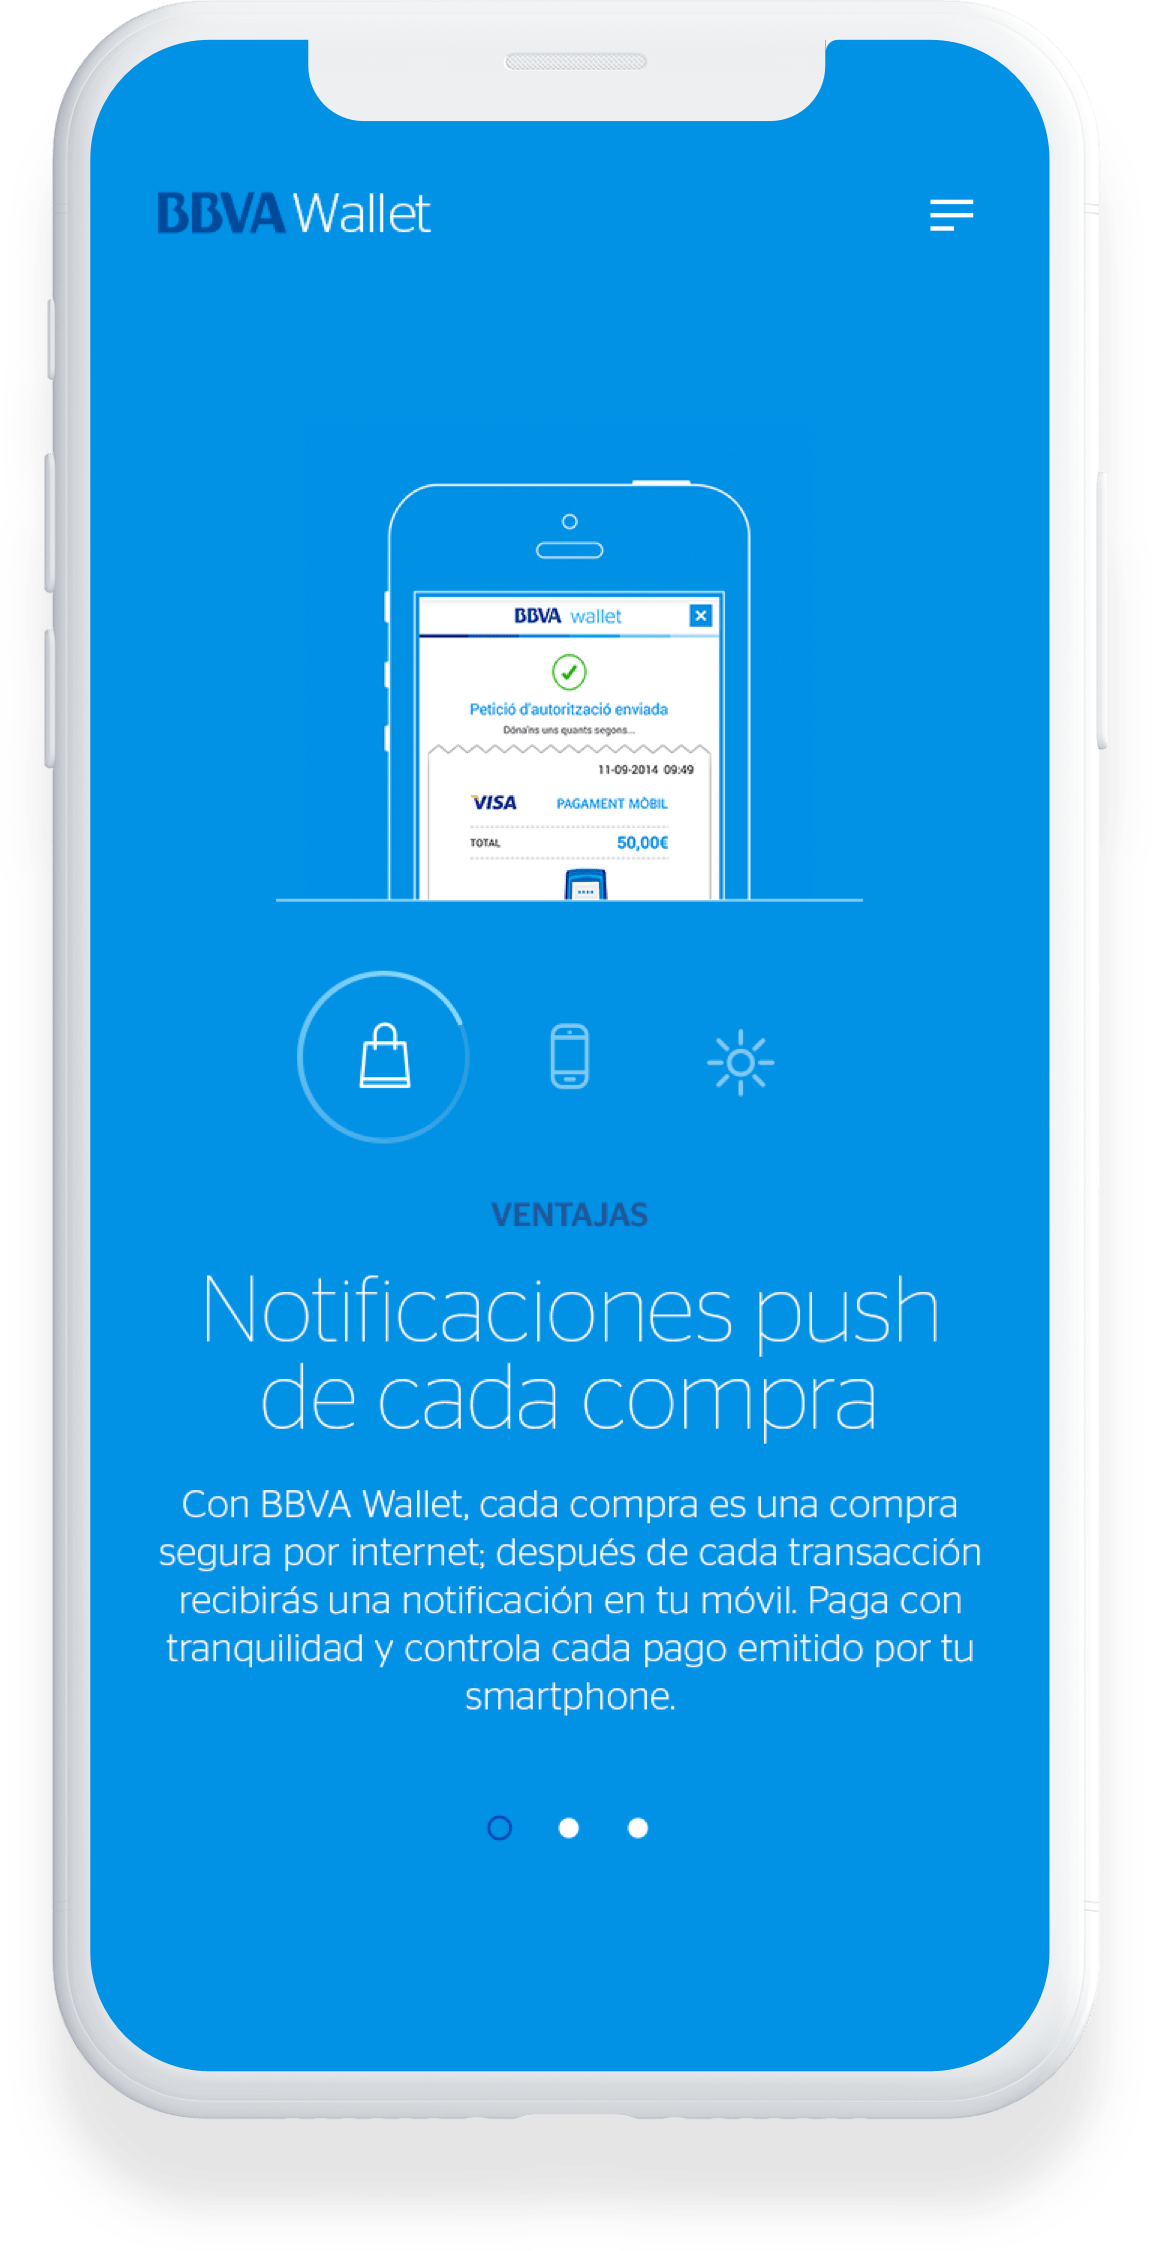 BBVA Wallet
BBVA wallet
Petició d'autorització enviada
Dóna'ns uns quants segons...
11-09-2014 09:49
VISA PAGAMENT MÒBIL
TOTAL 50,00€
VENTAJAS
Notificaciones push
de cada compra
Con BBVA Wallet, cada compra es una compra
segura por internet; después de cada transacción
recibirás una notificación en tu móvil. Paga con
tranquilidad y controla cada pago emitido por tu
smartphone.